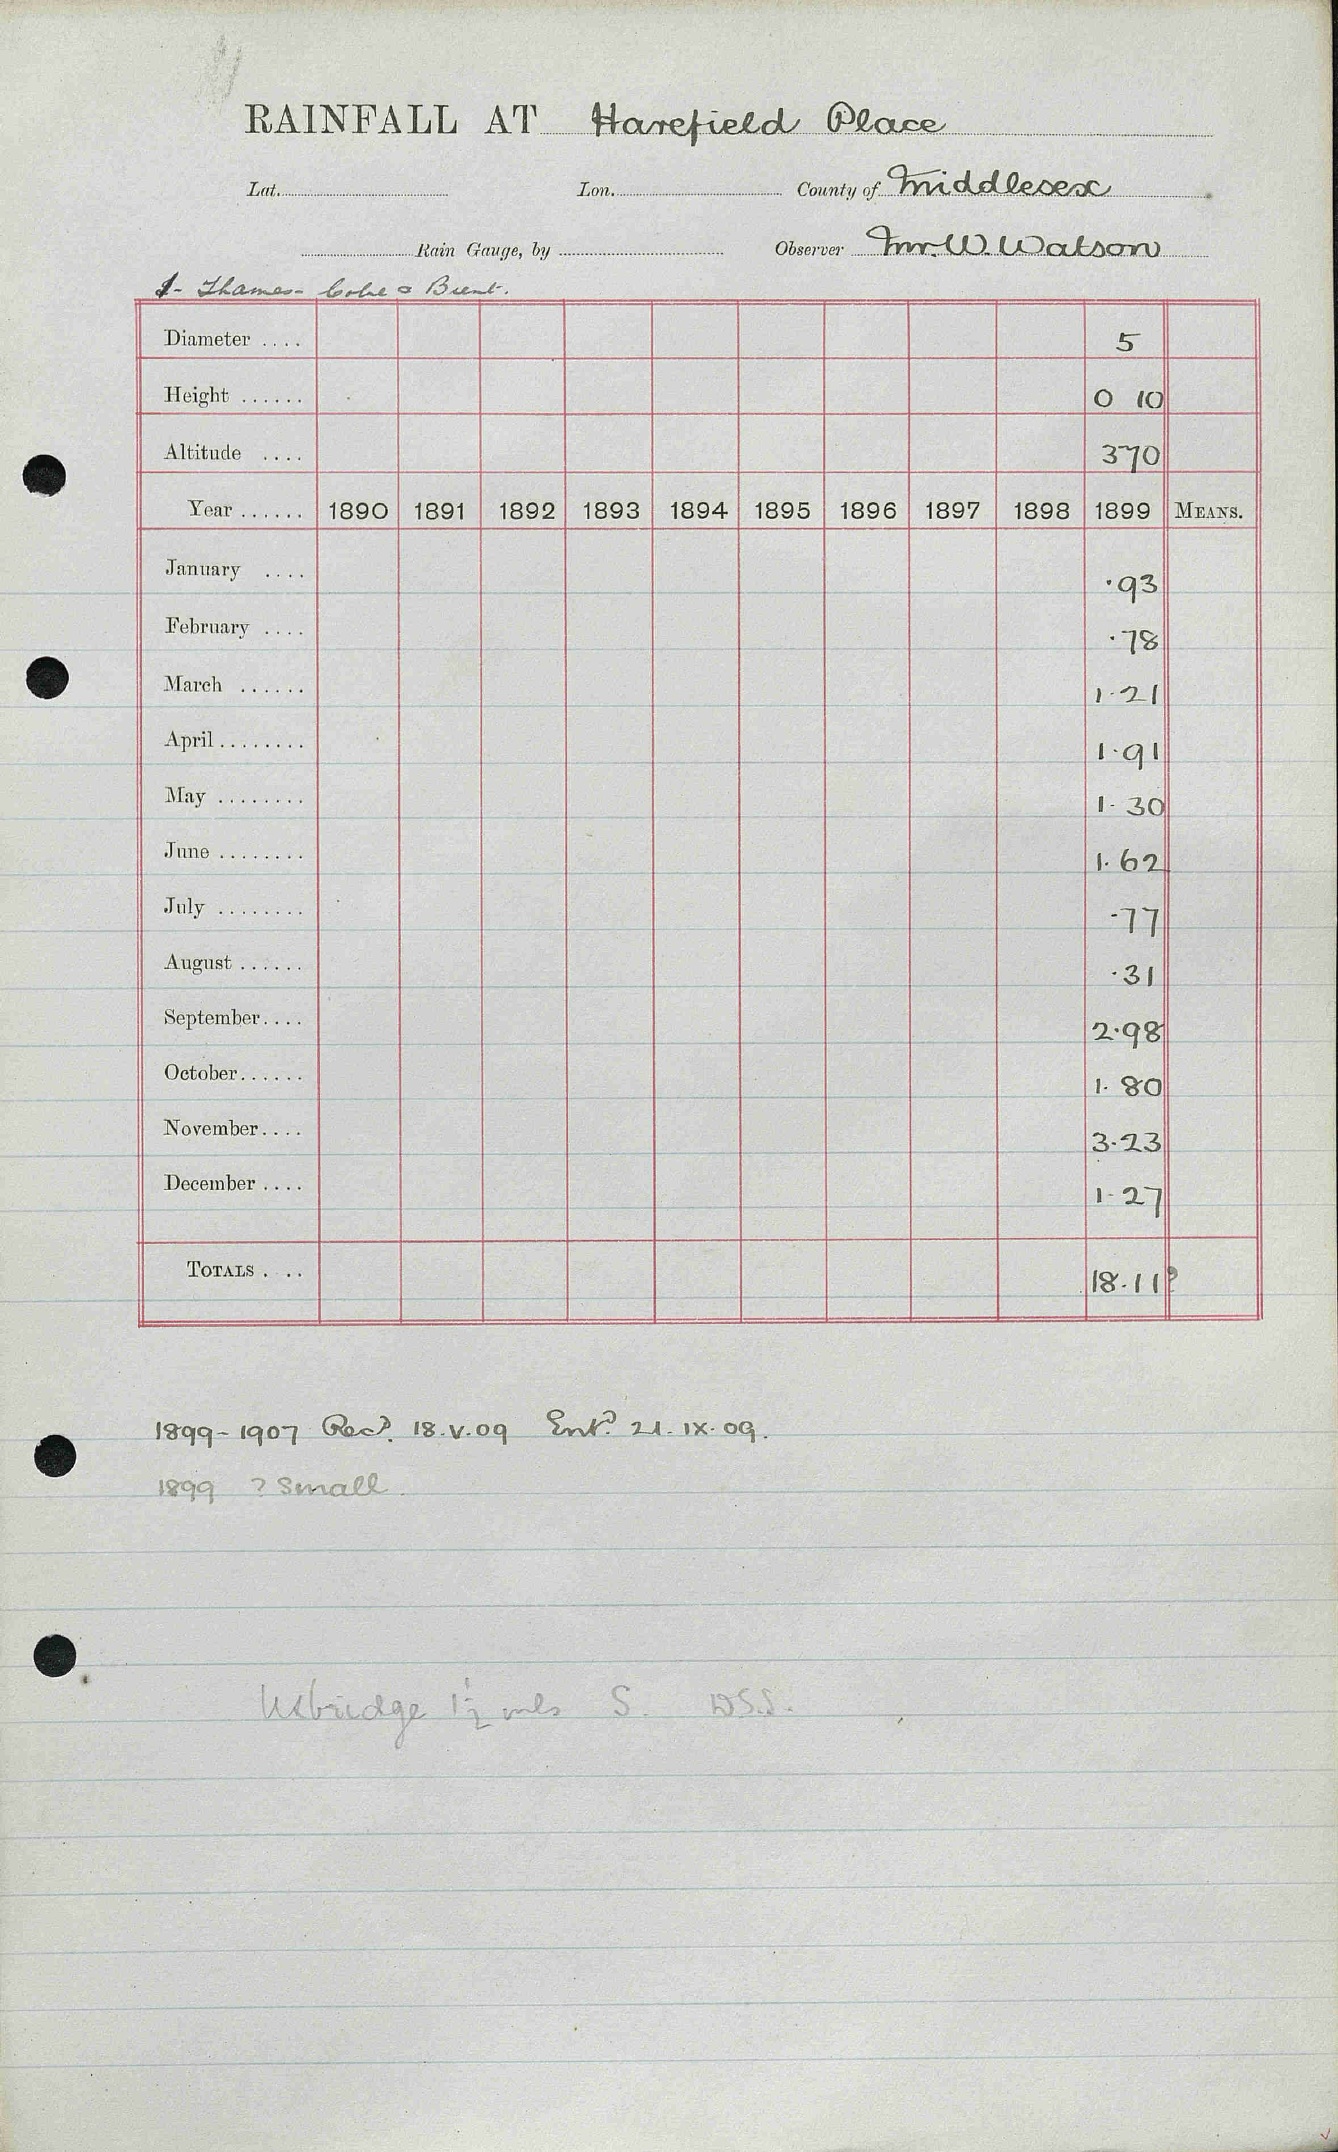 RAINFALL AT Harefield Place
Lat. Lon. County of Middlesex
Rain Gauge, by Observer Mr. W. Watson
1- Thames- Colne & Brent.
Diameter .... 5
Height ...... 0 10
Altitude .... 370
Year ...... 1890 1891 1892 1893 1894 1895 1896 1897 1898 1899 MEANS.
January .... ·93
February .... ·78
March ...... 1·21
April ........ 1·91
May ........ 1·30
June ........ 1·62
July ........ ·77
August ...... ·31
September .... 2·98
October ...... 1·80
November .... 3·23
December .... 1·27
TOTALS .... 18·11?
1899-1907 Recd. 18.V.09 Entd. 21.IX.09.
1899 ? Small
Uxbridge 1½ mls S. DS.S.